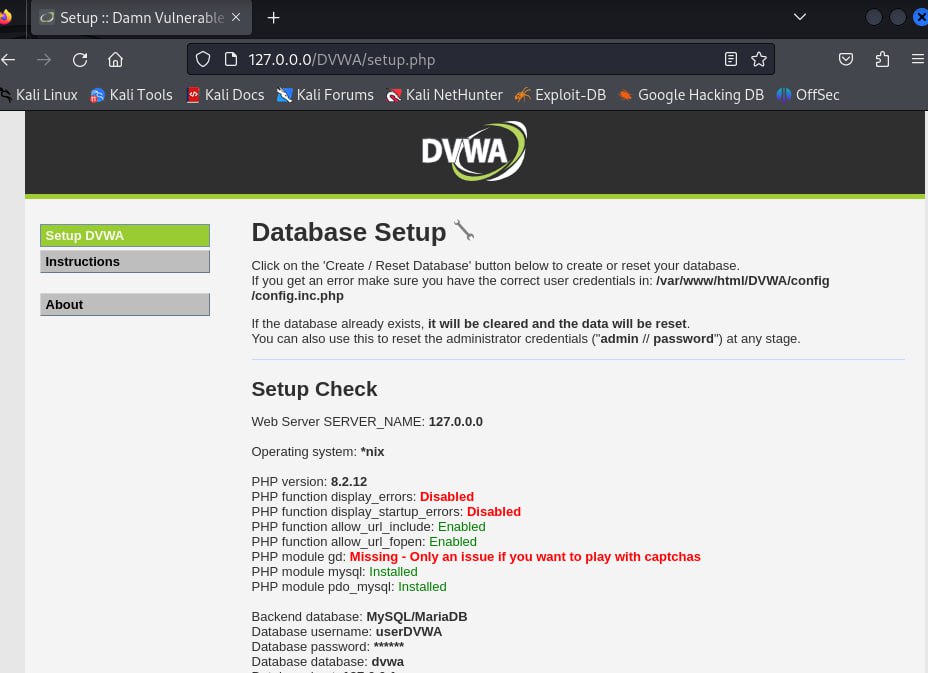 Setup :: Damn Vulnerable
127.0.0.0/DVWA/setup.php
Kali Linux Kali Tools Kali Docs Kali Forums Kali NetHunter Exploit-DB Google Hacking DB OffSec
DVWA
Setup DVWA
Instructions
About
Database Setup
Click on the 'Create / Reset Database' button below to create or reset your database.
If you get an error make sure you have the correct user credentials in: /var/www/html/DVWA/config
/config.inc.php
If the database already exists, it will be cleared and the data will be reset.
You can also use this to reset the administrator credentials ("admin // password") at any stage.
Setup Check
Web Server SERVER_NAME: 127.0.0.0
Operating system: *nix
PHP version: 8.2.12
PHP function display_errors: Disabled
PHP function display_startup_errors: Disabled
PHP function allow_url_include: Enabled
PHP function allow_url_fopen: Enabled
PHP module gd: Missing - Only an issue if you want to play with captchas
PHP module mysql: Installed
PHP module pdo_mysql: Installed
Backend database: MySQL/MariaDB
Database username: userDVWA
Database password: ******
Database database: dvwa